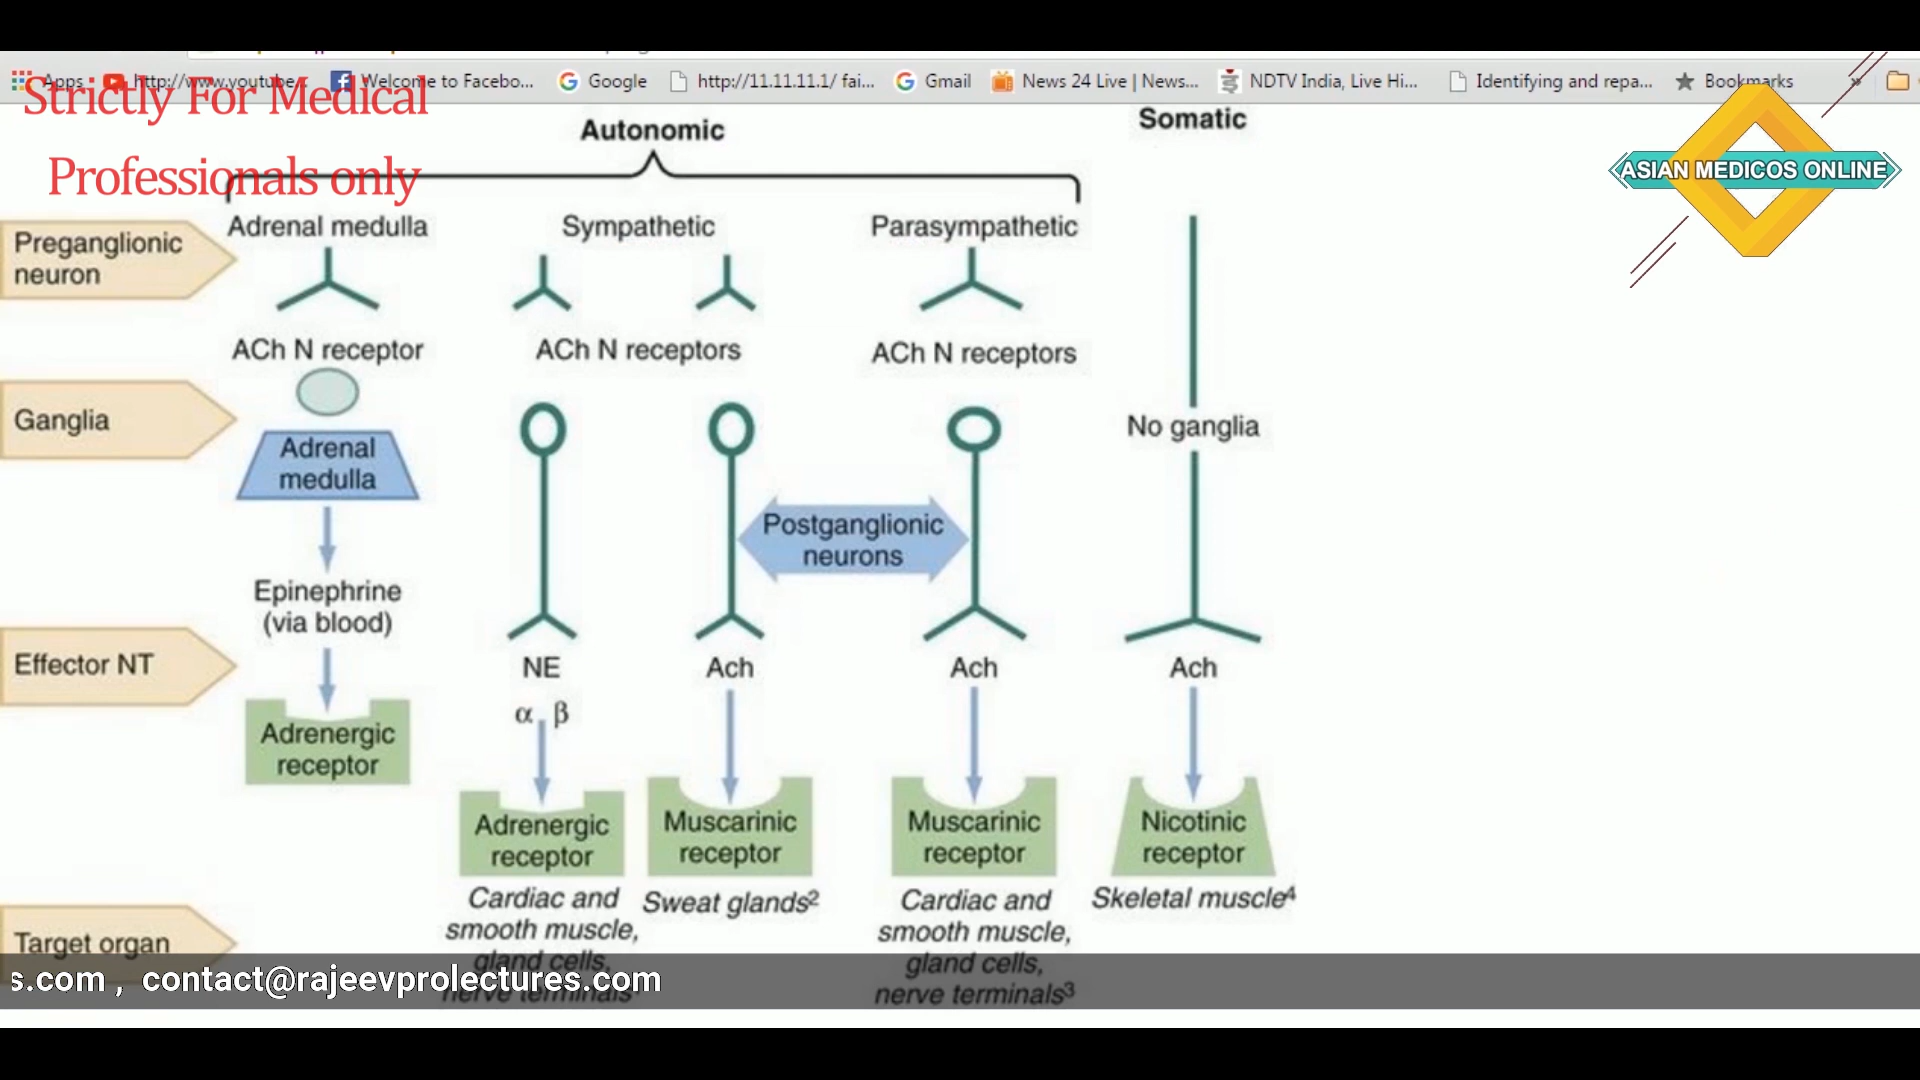 Apps
http://www.youtube...
Welcome to Facebo...
Google
http://11.11.11.1/ fai...
Gmail
News 24 Live | News...
NDTV India, Live Hi...
Identifying and repa...
Bookmarks
»
Strictly For Medical
Professionals only
ASIAN MEDICOS ONLINE
Autonomic
Somatic
Preganglionic
neuron
Adrenal medulla
Sympathetic
Parasympathetic
ACh N receptor
ACh N receptors
ACh N receptors
Ganglia
Adrenal
medulla
No ganglia
Postganglionic
neurons
Epinephrine
(via blood)
Effector NT
NE
Ach
Ach
Ach
α β
Adrenergic
receptor
Adrenergic
receptor
Muscarinic
receptor
Muscarinic
receptor
Nicotinic
receptor
Target organ
Cardiac and
smooth muscle,
gland cells,
nerve terminals¹
Sweat glands²
Cardiac and
smooth muscle,
gland cells,
nerve terminals³
Skeletal muscle⁴
s.com , contact@rajeevprolectures.com